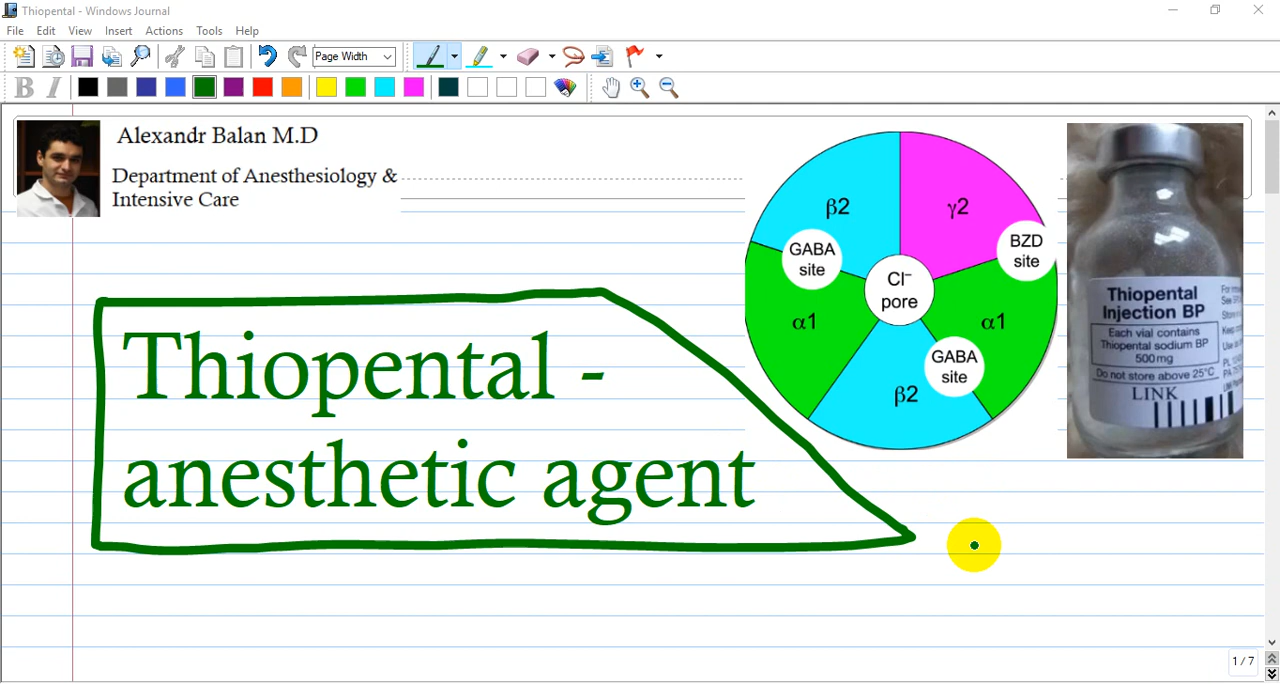 Thiopental - Windows Journal
File Edit View Insert Actions Tools Help
Page Width
B I
Alexandr Balan M.D
Department of Anesthesiology &
Intensive Care
β2
γ2
GABA
site
BZD
site
Cl⁻
pore
α1
α1
GABA
site
β2
Thiopental
Injection BP
Each vial contains
Thiopental sodium BP
500mg
Do not store above 25°C
LINK
Thiopental -
anesthetic agent
1 / 7